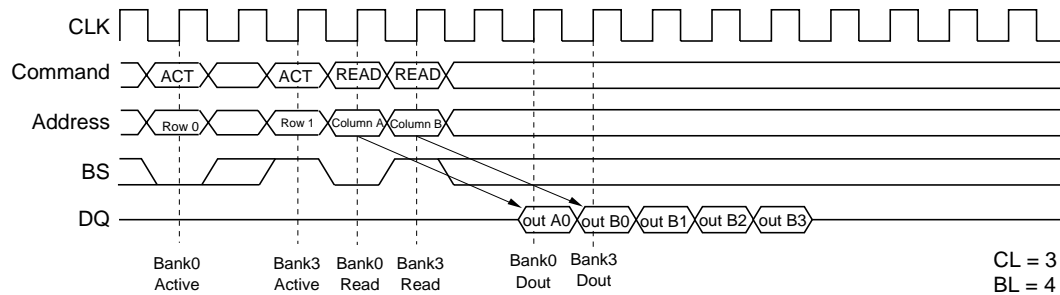 CLK
Command ACT ACT READ READ
Address Row 0 Row 1 Column A Column B
BS
DQ out A0 out B0 out B1 out B2 out B3
Bank0 Active
Bank3 Active
Bank0 Read
Bank3 Read
Bank0 Dout
Bank3 Dout
CL = 3
BL = 4